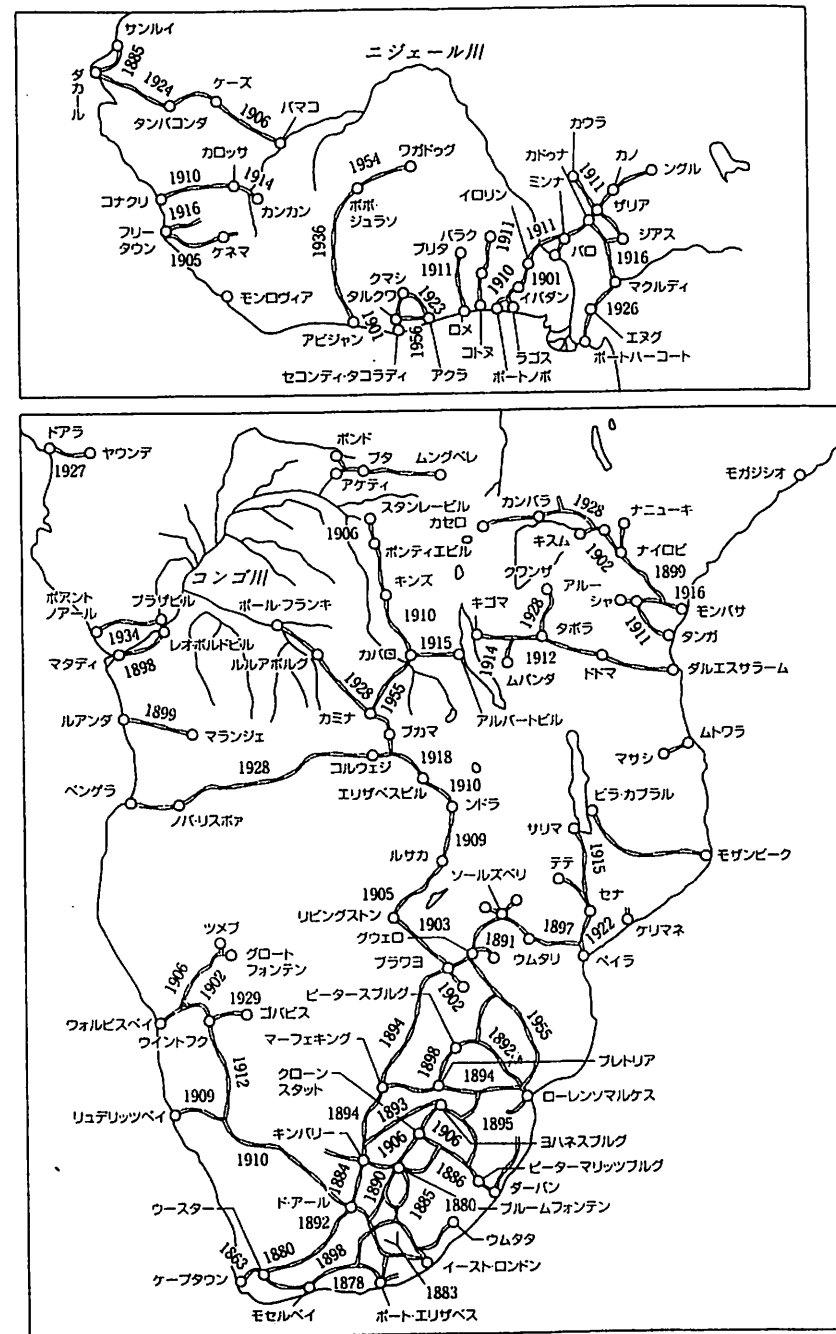 サンルイ
1885
ダカール
1924
タンバコンダ
ケーズ
1906
バマコ
ニジェール川
カロッサ
1910
1914
コナクリ
カンカン
1916
フリー
タウン
1905
ケネマ
モンロヴィア
1954
ワガドゥグ
ボボ・
ジュラソ
1936
アビジャン
クマシ
タルクワ
1923
1901
1956
セコンディ・タコラディ
アクラ
パラク
ブリタ
1911
ロメ
コトヌ
1911
1910
イロリン
1901
イバダン
ラゴス
ポートノボ
カウラ
カドゥナ
ミンナ
1911
カノ
ングル
ザリア
1911
バロ
ジアス
1916
マクルディ
1926
エヌグ
ポートハーコート
ドアラ
1927
ヤウンデ
ボンド
ブタ
ムングベレ
アケティ
スタンレービル
1906
ポンティエビル
キンズ
コンゴ川
1910
モガジシオ
カンパラ
カセロ
1928
ナニューキ
キスム
1902
ナイロビ
1899
1916
モンバサ
シャ
1911
タンガ
クワンザ
アルー
1928
キゴマ
タボラ
1914
1912
ムパンダ
ドドマ
ダルエスサラーム
ポアント
ノアール
ブラザビル
1934
レオポルドビル
マタディ
1898
ポール・フランキ
ルルアボルグ
カバロ
1915
アルバートビル
1928
1955
カミナ
ブカマ
ルアンダ
1899
マランジェ
1928
コルウェジ
1918
エリザベスビル
1910
ンドラ
ベンゲラ
ノバ・リスボァ
ムトワラ
マサシ
ビラ・カブラル
サリマ
1915
モザンビーク
1909
ルサカ
テテ
セナ
ケリマネ
1922
ベイラ
1905
リビングストン
ソールズベリ
1903
1891
1897
グウェロ
ウムタリ
ブラワヨ
1902
ツメブ
グロート
フォンテン
1906
1902
1929
ゴバビス
ウォルビスベイ
ウイントフク
1912
1909
リュデリッツベイ
1910
1894
ピータースブルグ
マーフェキング
1955
1898
1894
プレトリア
クローン
スタット
ローレンソマルケス
1895
1893
1894
キンバリー
1906
1906
ヨハネスブルグ
1886
ピーターマリッツブルグ
ダーバン
1884
1890
1885
1880
ブルームフォンテン
ド・アール
1892
ウムタタ
ウースター
1880
1898
1863
ケープタウン
1878
モセルベイ
ポート・エリザベス
1883
イースト・ロンドン